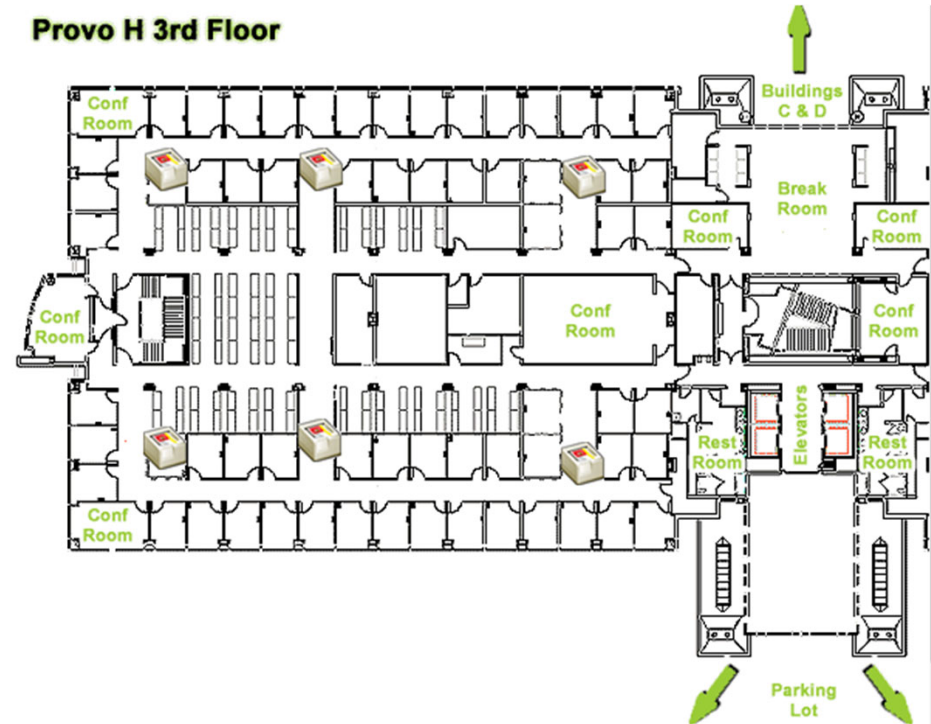 Provo H 3rd Floor
Buildings
C & D
Conf
Room
Break
Room
Conf
Room
Conf
Room
Conf
Room
Conf
Room
Conf
Room
Elevators
Rest
Room
Rest
Room
Conf
Room
Parking
Lot